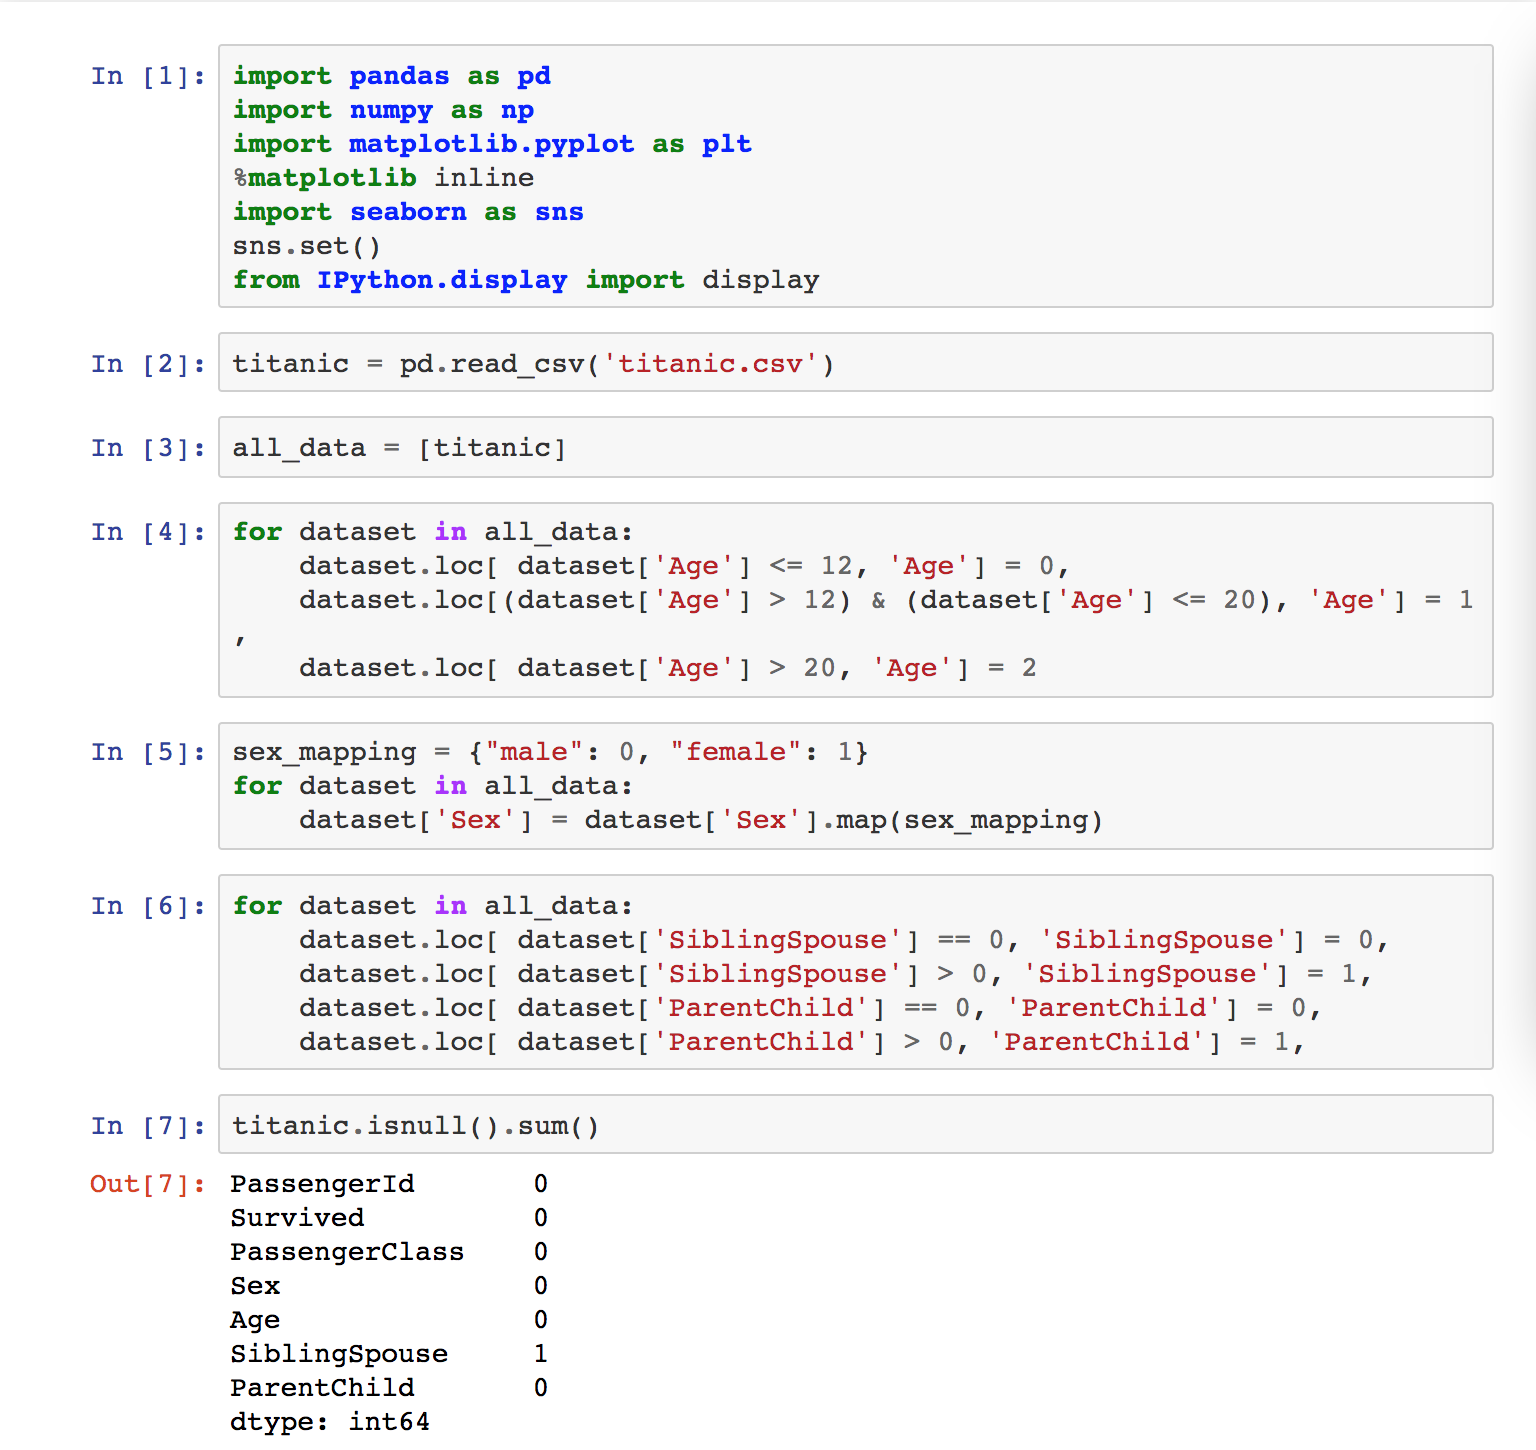 In [1]: import pandas as pd
import numpy as np
import matplotlib.pyplot as plt
%matplotlib inline
import seaborn as sns
sns.set()
from IPython.display import display
In [2]: titanic = pd.read_csv('titanic.csv')
In [3]: all_data = [titanic]
In [4]: for dataset in all_data:
    dataset.loc[ dataset['Age'] <= 12, 'Age'] = 0,
    dataset.loc[(dataset['Age'] > 12) & (dataset['Age'] <= 20), 'Age'] = 1
,
    dataset.loc[ dataset['Age'] > 20, 'Age'] = 2
In [5]: sex_mapping = {"male": 0, "female": 1}
for dataset in all_data:
    dataset['Sex'] = dataset['Sex'].map(sex_mapping)
In [6]: for dataset in all_data:
    dataset.loc[ dataset['SiblingSpouse'] == 0, 'SiblingSpouse'] = 0,
    dataset.loc[ dataset['SiblingSpouse'] > 0, 'SiblingSpouse'] = 1,
    dataset.loc[ dataset['ParentChild'] == 0, 'ParentChild'] = 0,
    dataset.loc[ dataset['ParentChild'] > 0, 'ParentChild'] = 1,
In [7]: titanic.isnull().sum()
Out[7]: PassengerId 0
Survived 0
PassengerClass 0
Sex 0
Age 0
SiblingSpouse 1
ParentChild 0
dtype: int64